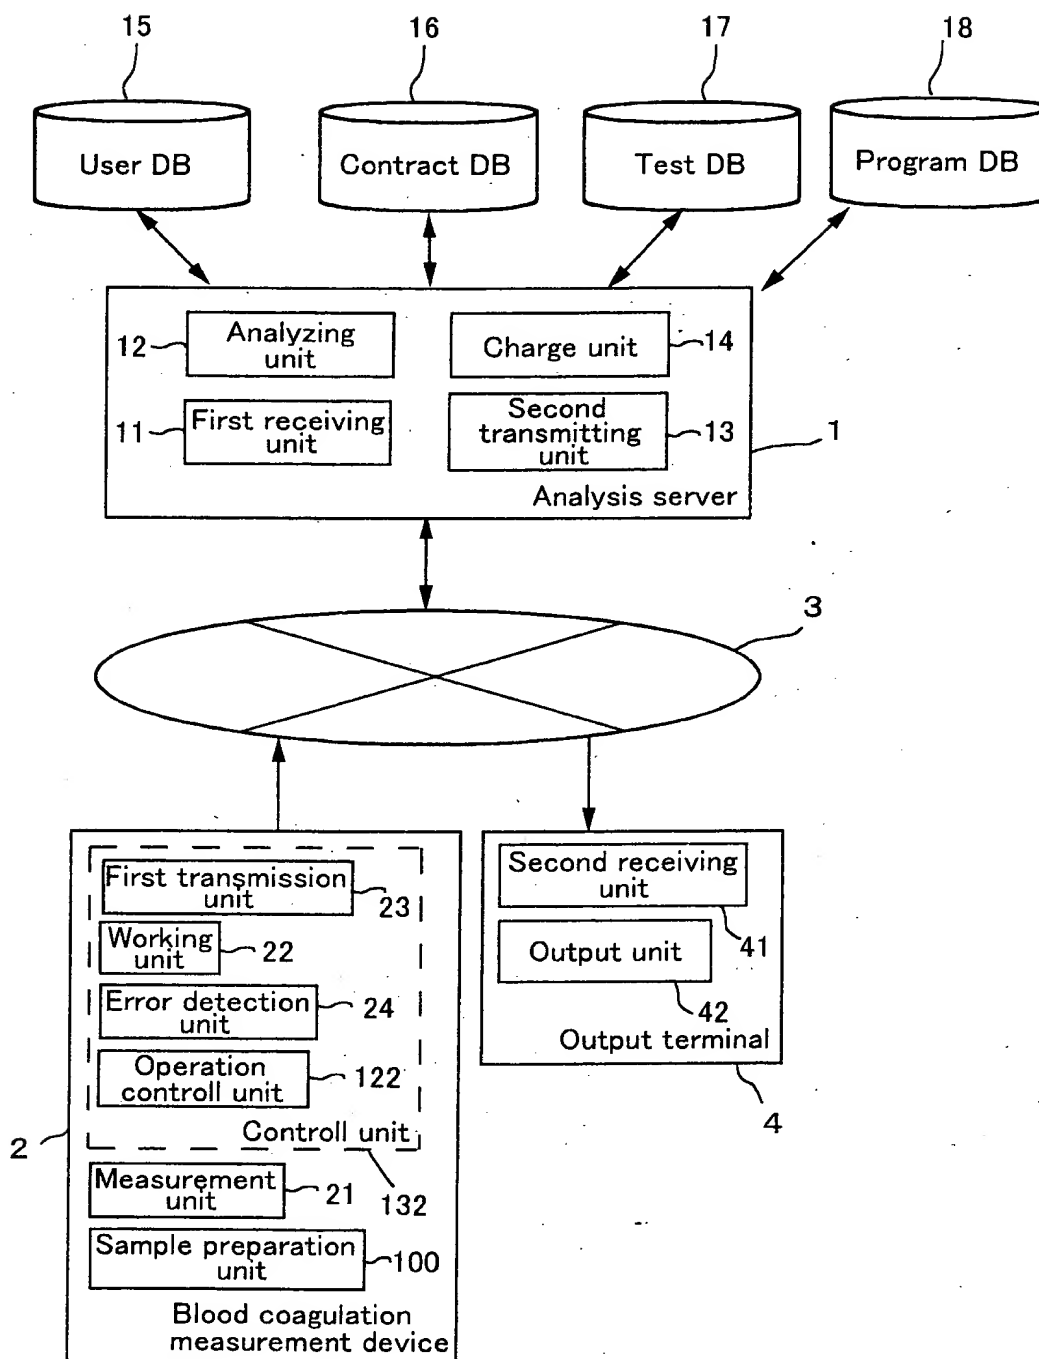 15
16
17
18
User DB
Contract DB
Test DB
Program DB
12
Analyzing
unit
Charge unit
14
11
First receiving
unit
Second
transmitting
unit
13
1
Analysis server
3
First transmission
unit
23
Working
unit
22
Error detection
unit
24
Operation
controll unit
122
Controll unit
132
2
Measurement
unit
21
Sample preparation
unit
100
Blood coagulation
measurement device
Second receiving
unit
41
Output unit
42
Output terminal
4